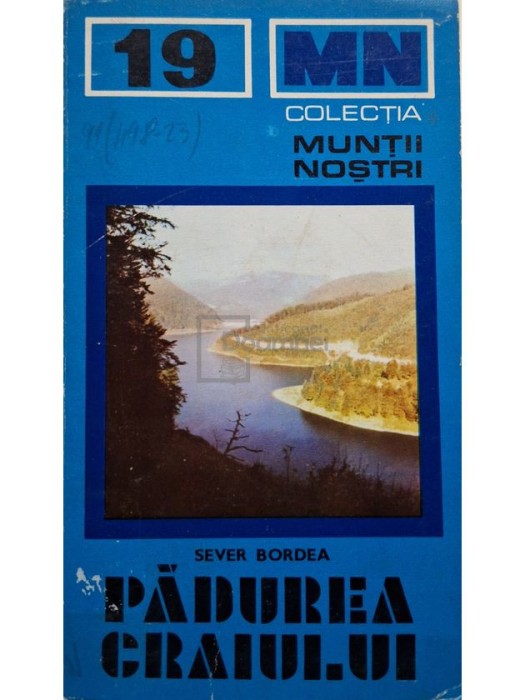 19
MN
COLECȚIA
MUNȚII
NOȘTRI
SEVER BORDEA
PĂDUREA
CRAIULUI